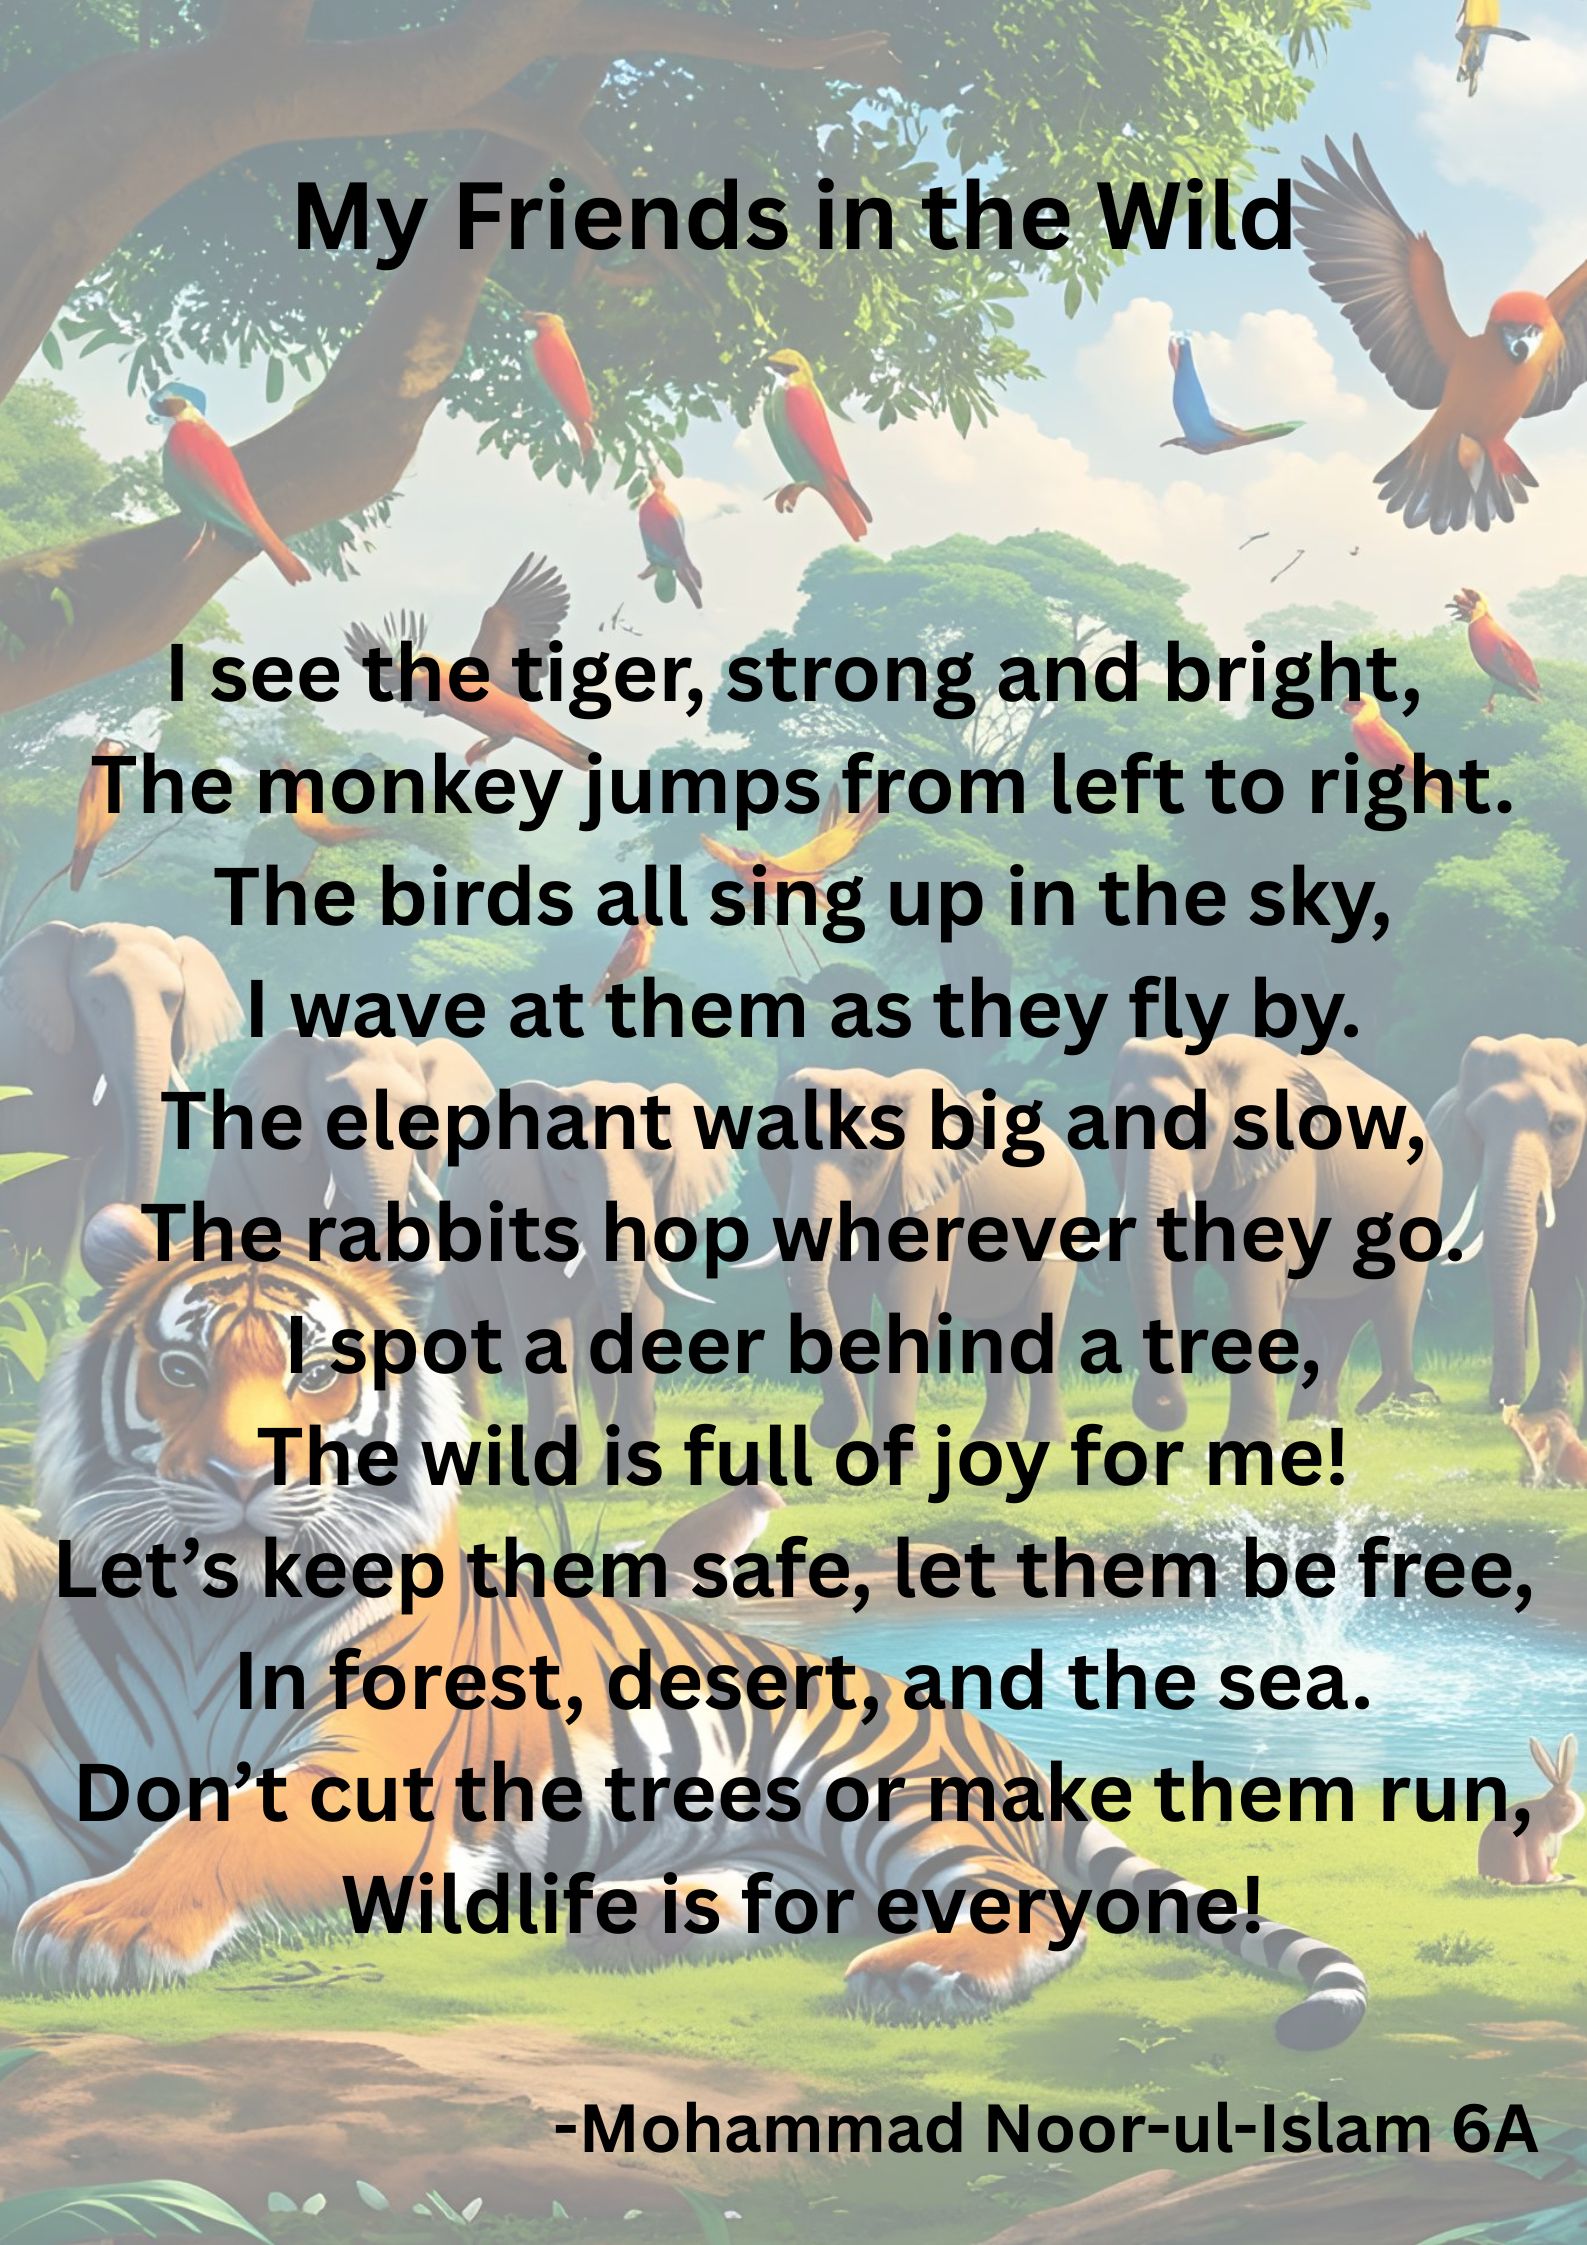 My Friends in the Wild
I see the tiger, strong and bright,
The monkey jumps from left to right.
The birds all sing up in the sky,
I wave at them as they fly by.
The elephant walks big and slow,
The rabbits hop wherever they go.
I spot a deer behind a tree,
The wild is full of joy for me!
Let’s keep them safe, let them be free,
In forest, desert, and the sea.
Don’t cut the trees or make them run,
Wildlife is for everyone!
-Mohammad Noor-ul-Islam 6A